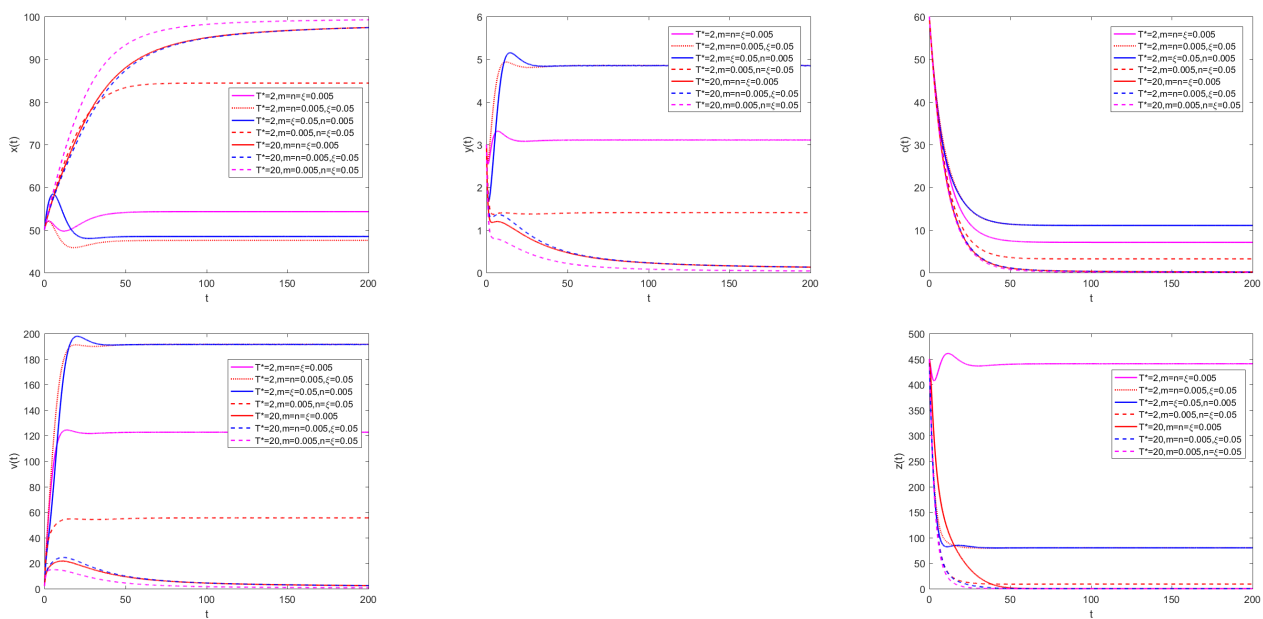 x(t)
100
90
80
70
60
50
40
0 50 100 150 200
t
T*=2,m=n=ξ=0.005
T*=2,m=n=0.005,ξ=0.05
T*=2,m=ξ=0.05,n=0.005
T*=2,m=0.005,n=ξ=0.05
T*=20,m=n=ξ=0.005
T*=20,m=n=0.005,ξ=0.05
T*=20,m=0.005,n=ξ=0.05
y(t)
6
5
4
3
2
1
0
0 50 100 150 200
t
T*=2,m=n=ξ=0.005
T*=2,m=n=0.005,ξ=0.05
T*=2,m=ξ=0.05,n=0.005
T*=2,m=0.005,n=ξ=0.05
T*=20,m=n=ξ=0.005
T*=20,m=n=0.005,ξ=0.05
T*=20,m=0.005,n=ξ=0.05
c(t)
60
50
40
30
20
10
0
0 50 100 150 200
t
T*=2,m=n=ξ=0.005
T*=2,m=n=0.005,ξ=0.05
T*=2,m=ξ=0.05,n=0.005
T*=2,m=0.005,n=ξ=0.05
T*=20,m=n=ξ=0.005
T*=20,m=n=0.005,ξ=0.05
T*=20,m=0.005,n=ξ=0.05
v(t)
200
180
160
140
120
100
80
60
40
20
0
0 50 100 150 200
t
T*=2,m=n=ξ=0.005
T*=2,m=n=0.005,ξ=0.05
T*=2,m=ξ=0.05,n=0.005
T*=2,m=0.005,n=ξ=0.05
T*=20,m=n=ξ=0.005
T*=20,m=n=0.005,ξ=0.05
T*=20,m=0.005,n=ξ=0.05
z(t)
500
450
400
350
300
250
200
150
100
50
0
0 50 100 150 200
t
T*=2,m=n=ξ=0.005
T*=2,m=n=0.005,ξ=0.05
T*=2,m=ξ=0.05,n=0.005
T*=2,m=0.005,n=ξ=0.05
T*=20,m=n=ξ=0.005
T*=20,m=n=0.005,ξ=0.05
T*=20,m=0.005,n=ξ=0.05